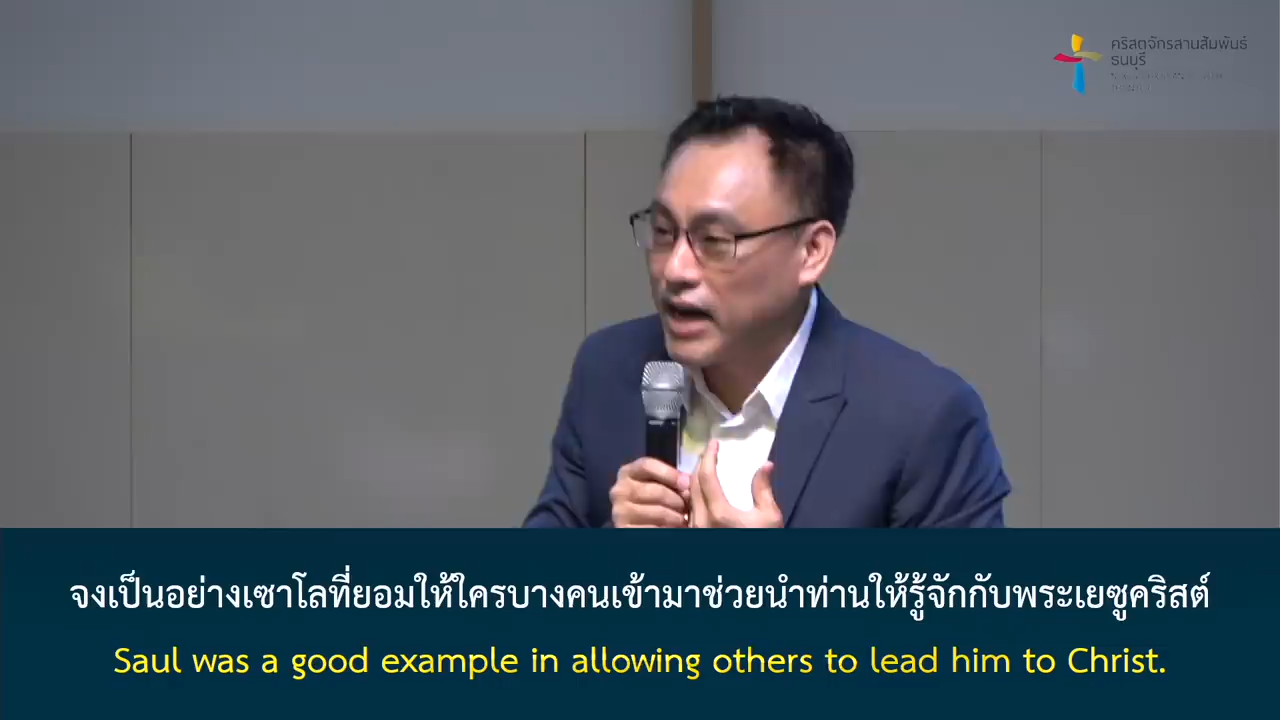 คริสตจักรสานสัมพันธ์
ธนบุรี
จงเป็นอย่างเซาโลที่ยอมให้ใครบางคนเข้ามาช่วยนำท่านให้รู้จักกับพระเยซูคริสต์
Saul was a good example in allowing others to lead him to Christ.